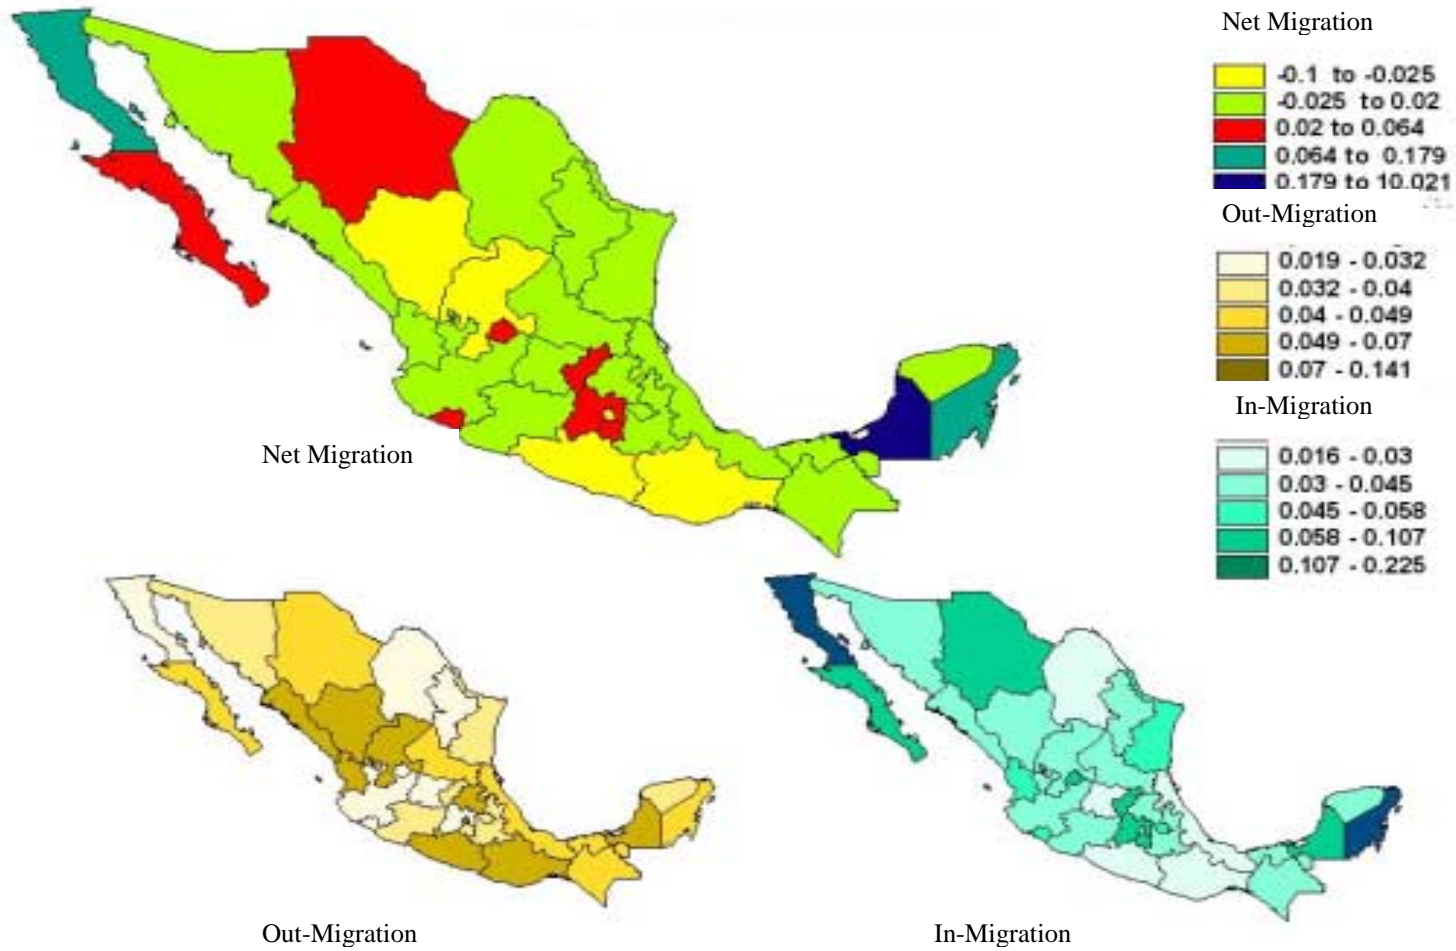 Net Migration
-0.1 to -0.025
-0.025 to 0.02
0.02 to 0.064
0.064 to 0.179
0.179 to 10.021
Out-Migration
0.019 - 0.032
0.032 - 0.04
0.04 - 0.049
0.049 - 0.07
0.07 - 0.141
In-Migration
0.016 - 0.03
0.03 - 0.045
0.045 - 0.058
0.058 - 0.107
0.107 - 0.225
Net Migration
Out-Migration
In-Migration